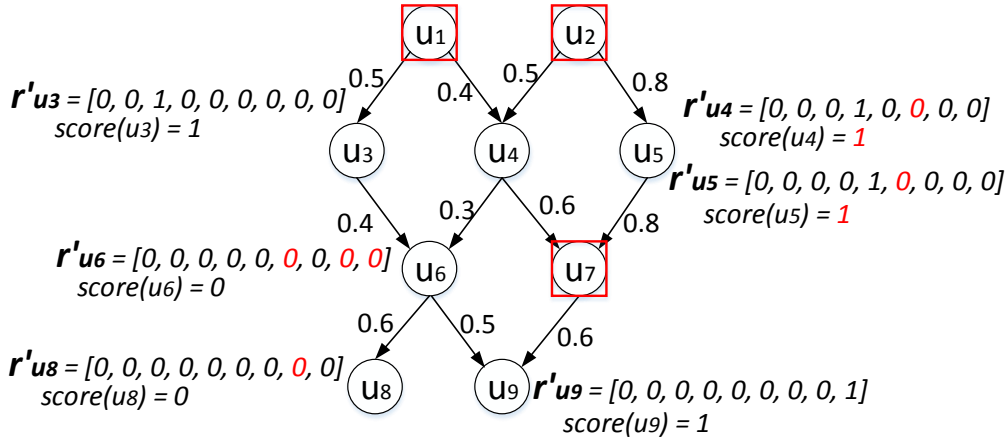 u1
u2
0.5
0.4
0.5
0.8
r'u3 = [0, 0, 1, 0, 0, 0, 0, 0, 0]
score(u3) = 1
r'u4 = [0, 0, 0, 1, 0, 0, 0, 0]
score(u4) = 1
u3
u4
u5
r'u5 = [0, 0, 0, 0, 1, 0, 0, 0, 0]
score(u5) = 1
0.4
0.3
0.6
0.8
r'u6 = [0, 0, 0, 0, 0, 0, 0, 0, 0]
score(u6) = 0
u6
u7
0.6
0.5
0.6
r'u8 = [0, 0, 0, 0, 0, 0, 0, 0, 0]
score(u8) = 0
u8
u9
r'u9 = [0, 0, 0, 0, 0, 0, 0, 0, 1]
score(u9) = 1